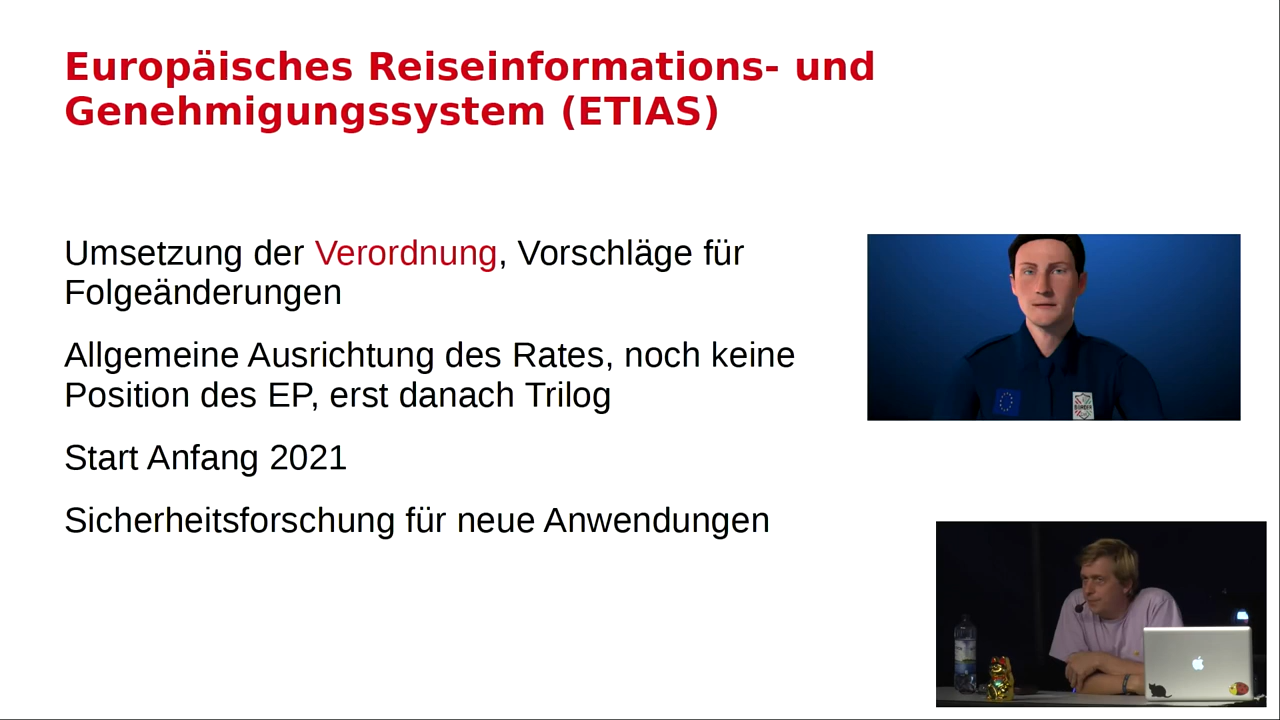 Europäisches Reiseinformations- und
Genehmigungssystem (ETIAS)
Umsetzung der Verordnung, Vorschläge für
Folgeänderungen
Allgemeine Ausrichtung des Rates, noch keine
Position des EP, erst danach Trilog
Start Anfang 2021
Sicherheitsforschung für neue Anwendungen